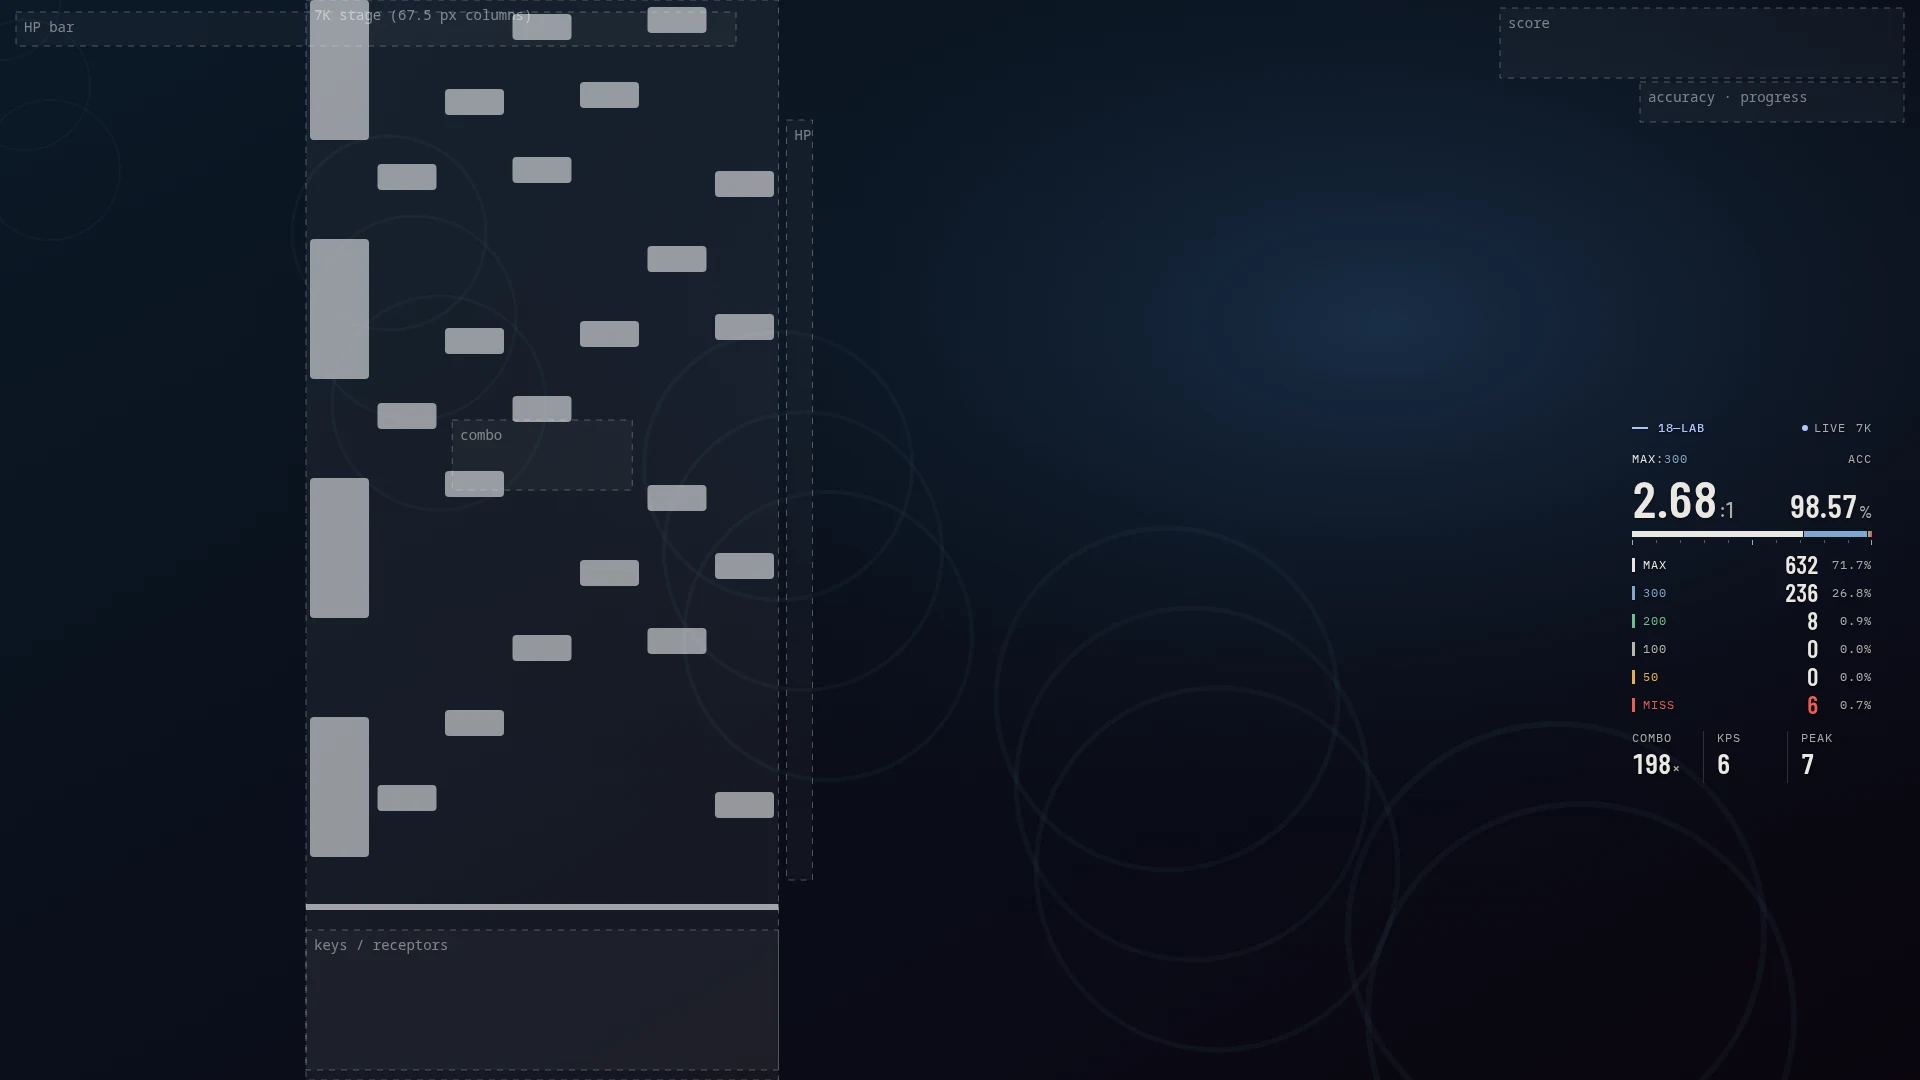 HP bar
7K stage (67.5 px columns)
score
accuracy · progress
HP
combo
18—LAB
LIVE 7K
MAX:300
ACC
2.68:1
98.57%
MAX 632 71.7%
300 236 26.8%
200 8 0.9%
100 0 0.0%
50 0 0.0%
MISS 6 0.7%
COMBO KPS PEAK
198× 6 7
keys / receptors